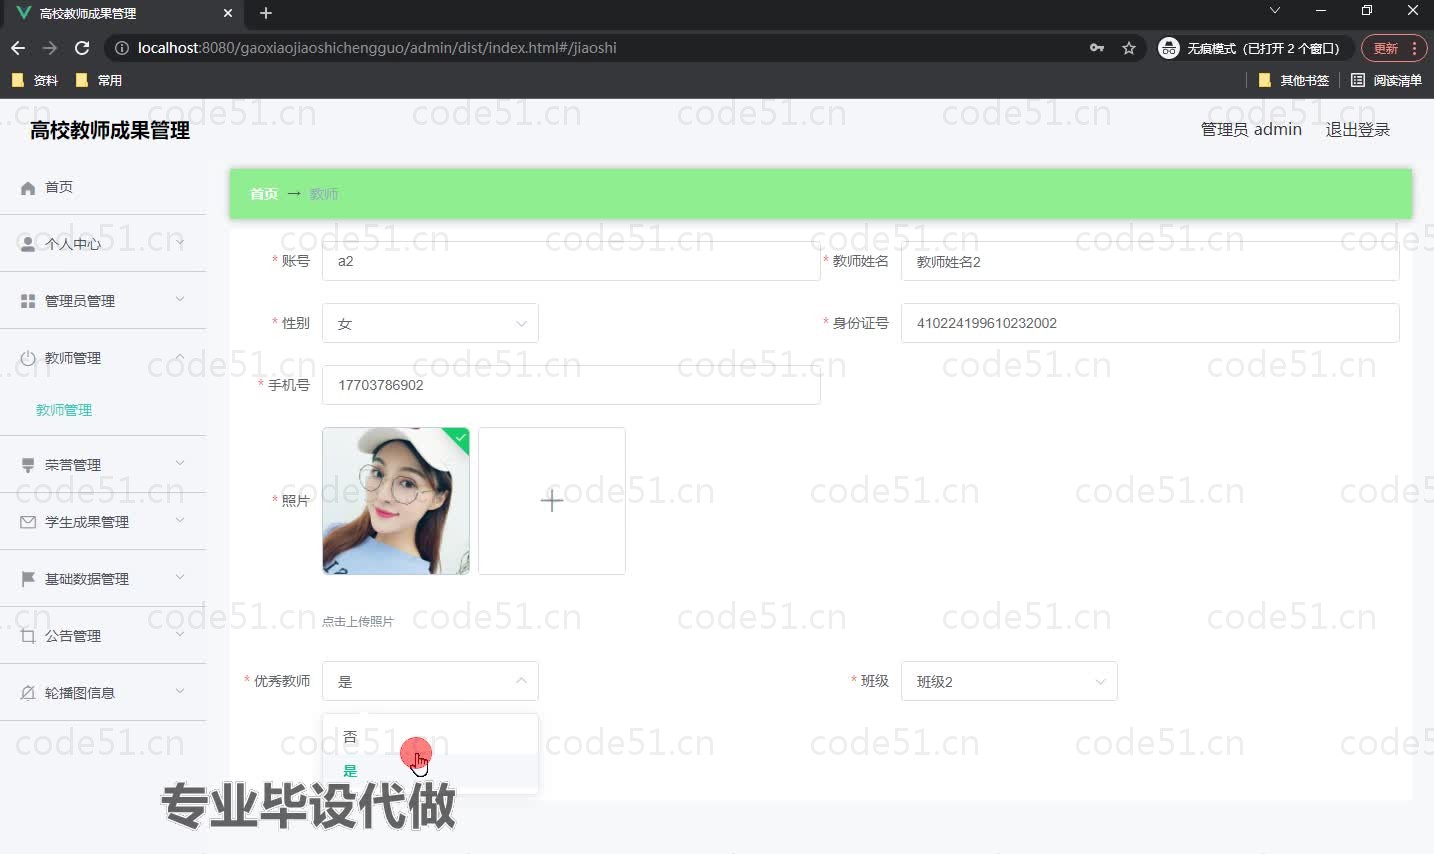 高校教师成果管理
localhost:8080/gaoxiaojiaoshichengguo/admin/dist/index.html#/jiaoshi
无痕模式（已打开 2 个窗口）
更新
资料
常用
其他书签
阅读清单
高校教师成果管理
管理员 admin
退出登录
首页
个人中心
管理员管理
教师管理
教师管理
荣誉管理
学生成果管理
基础数据管理
公告管理
轮播图信息
首页 → 教师
* 账号 a2
* 教师姓名 教师姓名2
* 性别 女
* 身份证号 410224199610232002
* 手机号 17703786902
* 照片
点击上传照片
* 优秀教师 是
* 班级 班级2
否
是
专业毕设代做
code51.cn